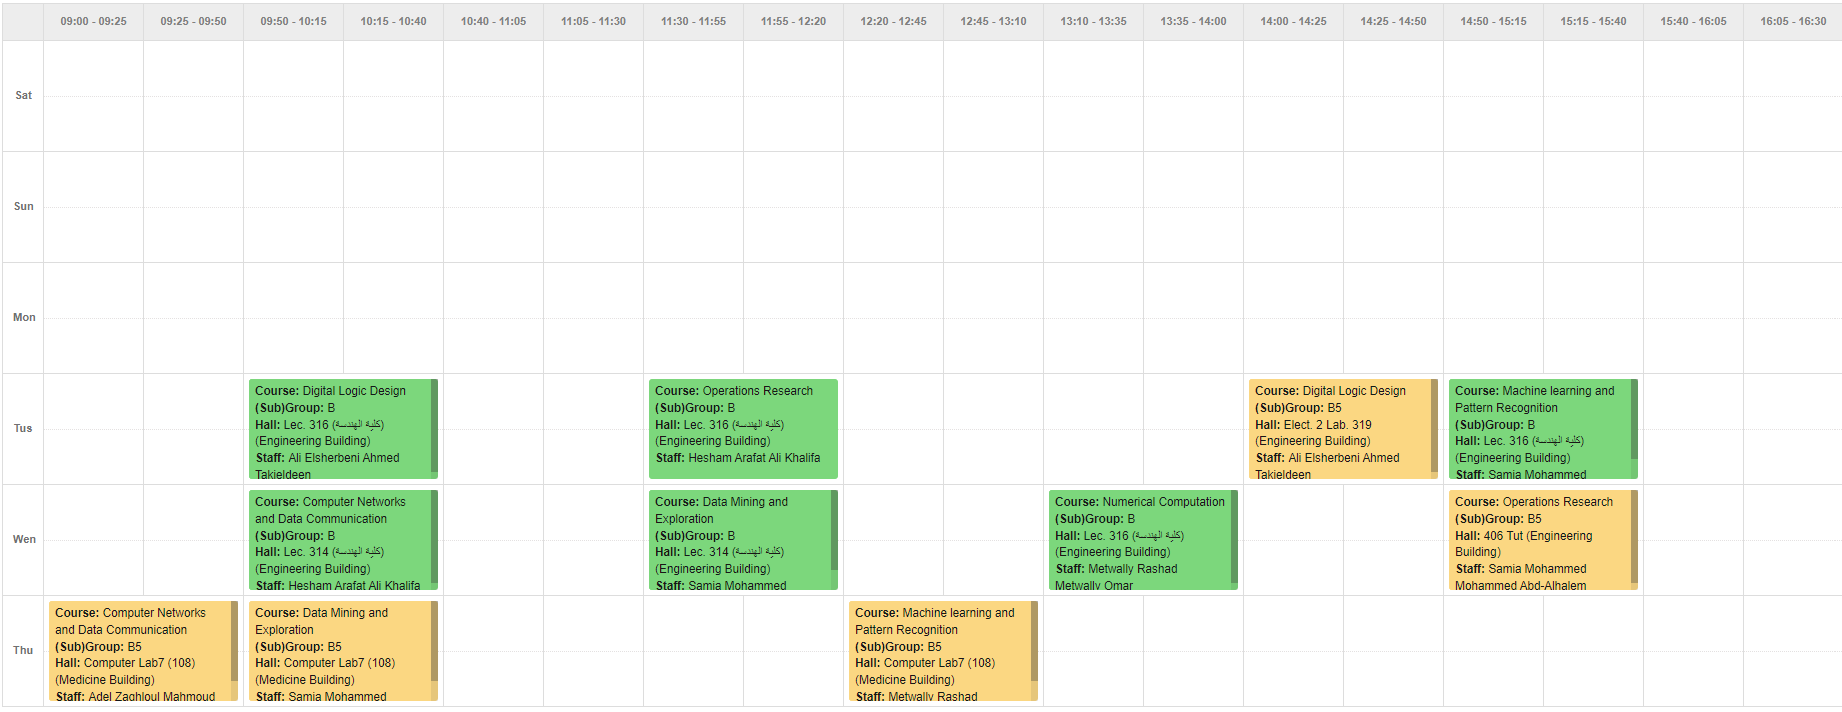 09:00 - 09:25 09:25 - 09:50 09:50 - 10:15 10:15 - 10:40 10:40 - 11:05 11:05 - 11:30 11:30 - 11:55 11:55 - 12:20 12:20 - 12:45 12:45 - 13:10 13:10 - 13:35 13:35 - 14:00 14:00 - 14:25 14:25 - 14:50 14:50 - 15:15 15:15 - 15:40 15:40 - 16:05 16:05 - 16:30
Sat
Sun
Mon
Tus
Course: Digital Logic Design
(Sub)Group: B
Hall: Lec. 316 (كلية الهندسة)
(Engineering Building)
Staff: Ali Elsherbeni Ahmed
Takieldeen
Course: Operations Research
(Sub)Group: B
Hall: Lec. 316 (كلية الهندسة)
(Engineering Building)
Staff: Hesham Arafat Ali Khalifa
Course: Digital Logic Design
(Sub)Group: B5
Hall: Elect. 2 Lab. 319
(Engineering Building)
Staff: Ali Elsherbeni Ahmed
Takieldeen
Course: Machine learning and
Pattern Recognition
(Sub)Group: B
Hall: Lec. 316 (كلية الهندسة)
(Engineering Building)
Staff: Samia Mohammed
Wen
Course: Computer Networks
and Data Communication
(Sub)Group: B
Hall: Lec. 314 (كلية الهندسة)
(Engineering Building)
Staff: Hesham Arafat Ali Khalifa
Course: Data Mining and
Exploration
(Sub)Group: B
Hall: Lec. 314 (كلية الهندسة)
(Engineering Building)
Staff: Samia Mohammed
Course: Numerical Computation
(Sub)Group: B
Hall: Lec. 316 (كلية الهندسة)
(Engineering Building)
Staff: Metwally Rashad
Metwally Omar
Course: Operations Research
(Sub)Group: B5
Hall: 406 Tut (Engineering
Building)
Staff: Samia Mohammed
Mohammed Abd-Alhalem
Thu
Course: Computer Networks
and Data Communication
(Sub)Group: B5
Hall: Computer Lab7 (108)
(Medicine Building)
Staff: Adel Zaghloul Mahmoud
Course: Data Mining and
Exploration
(Sub)Group: B5
Hall: Computer Lab7 (108)
(Medicine Building)
Staff: Samia Mohammed
Course: Machine learning and
Pattern Recognition
(Sub)Group: B5
Hall: Computer Lab7 (108)
(Medicine Building)
Staff: Metwally Rashad